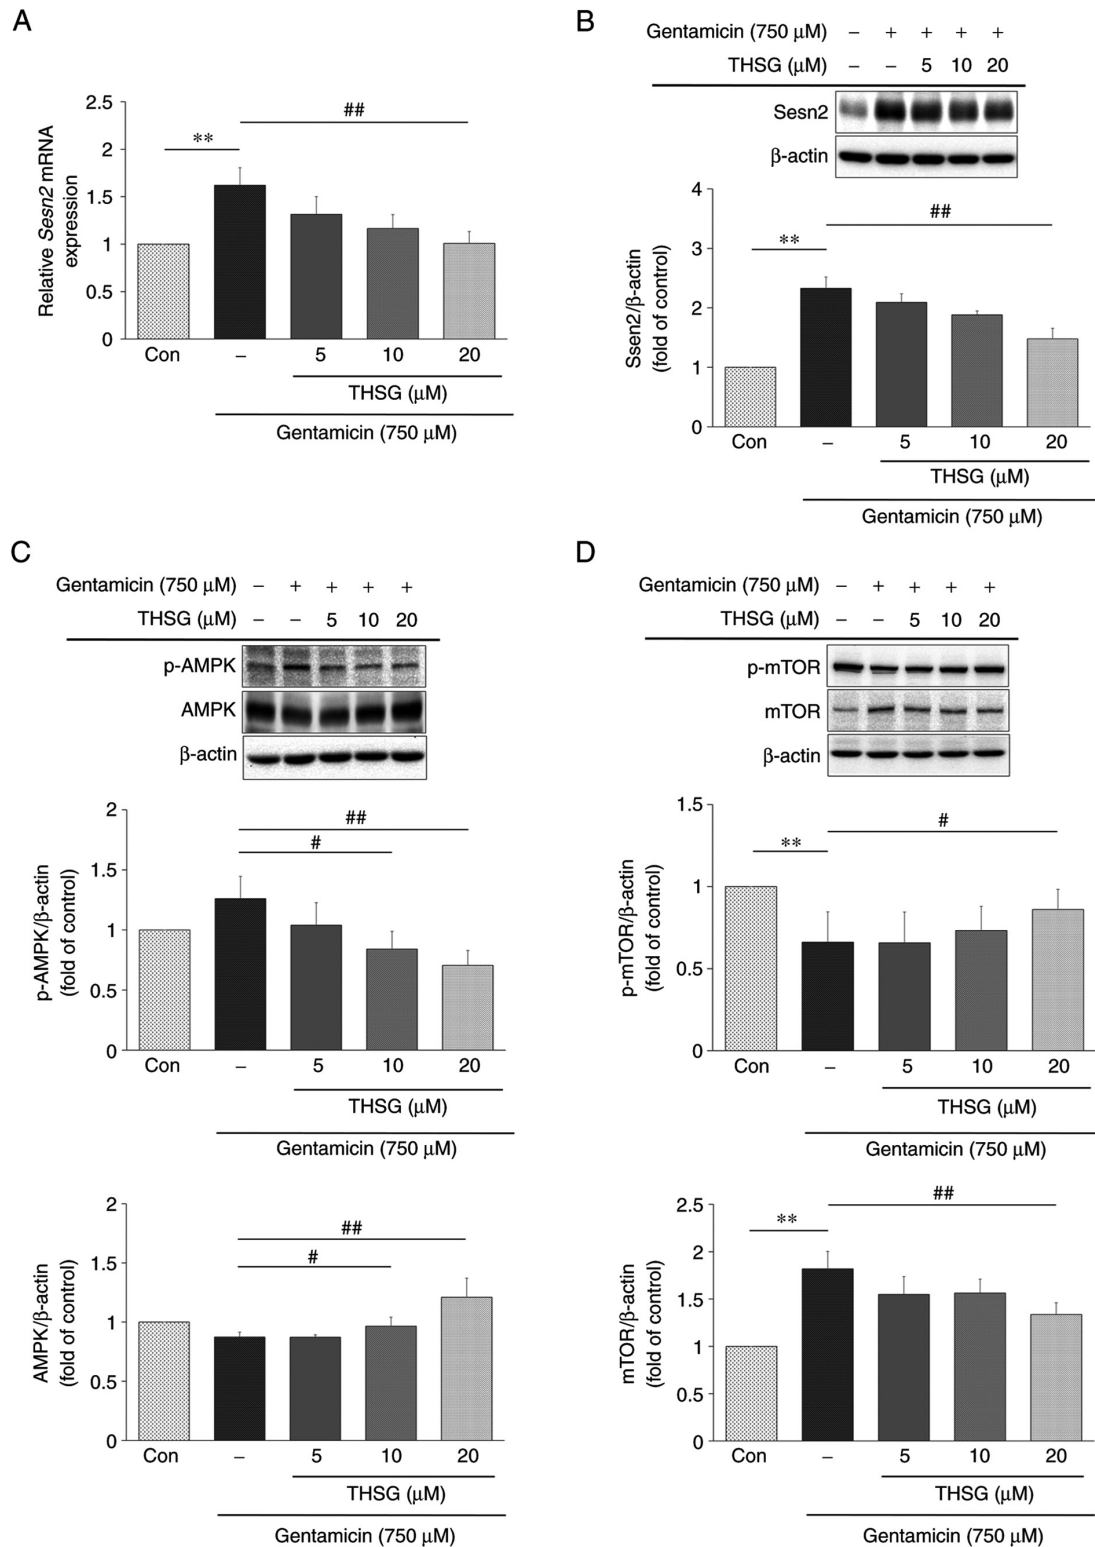 A
2.5
2
1.5
1
0.5
0
Relative Sesn2 mRNA
expression
**
##
Con – 5 10 20
THSG (μM)
Gentamicin (750 μM)
B
Gentamicin (750 μM) – + + + +
THSG (μM) – – 5 10 20
Sesn2
β-actin
4
3
2
1
0
Ssen2/β-actin
(fold of control)
**
##
Con – 5 10 20
THSG (μM)
Gentamicin (750 μM)
C
Gentamicin (750 μM) – + + + +
THSG (μM) – – 5 10 20
p-AMPK
AMPK
β-actin
2
1.5
1
0.5
0
p-AMPK/β-actin
(fold of control)
##
#
Con – 5 10 20
THSG (μM)
Gentamicin (750 μM)
2
1.5
1
0.5
0
AMPK/β-actin
(fold of control)
##
#
Con – 5 10 20
THSG (μM)
Gentamicin (750 μM)
D
Gentamicin (750 μM) – + + + +
THSG (μM) – – 5 10 20
p-mTOR
mTOR
β-actin
1.5
1
0.5
0
p-mTOR/β-actin
(fold of control)
**
#
Con – 5 10 20
THSG (μM)
Gentamicin (750 μM)
2.5
2
1.5
1
0.5
0
mTOR/β-actin
(fold of control)
**
##
Con – 5 10 20
THSG (μM)
Gentamicin (750 μM)